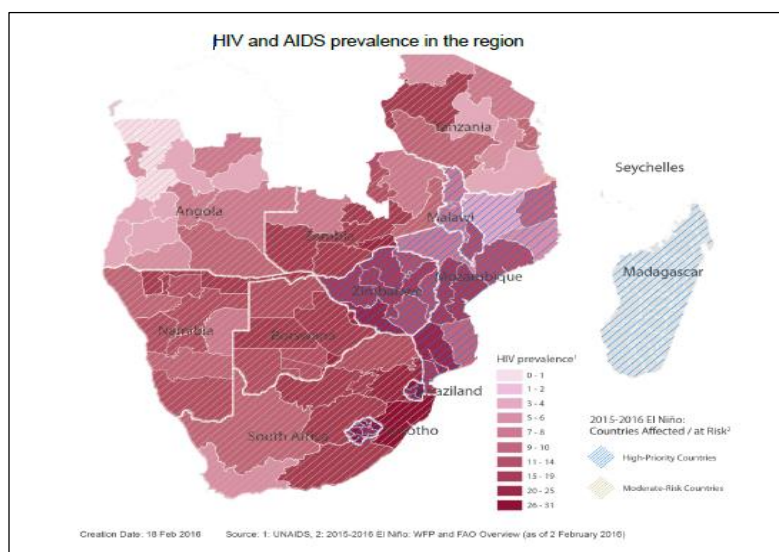 HIV and AIDS prevalence in the region
Tanzania
Seychelles
Angola
Malawi
Zambia
Madagascar
Mozambique
Zimbabwe
Namibia
Botswana
HIV prevalence¹
0 - 1
1 - 2
3 - 4
5 - 6
7 - 8
9 - 10
11 - 14
15 - 19
20 - 25
26 - 31
Swaziland
South Africa
Lesotho
2015-2016 El Niño:
Countries Affected / at Risk²
High-Priority Countries
Moderate-Risk Countries
Creation Date: 18 Feb 2016 Source: 1: UNAIDS, 2: 2015-2016 El Niño: WFP and FAO Overview (as of 2 February 2016)